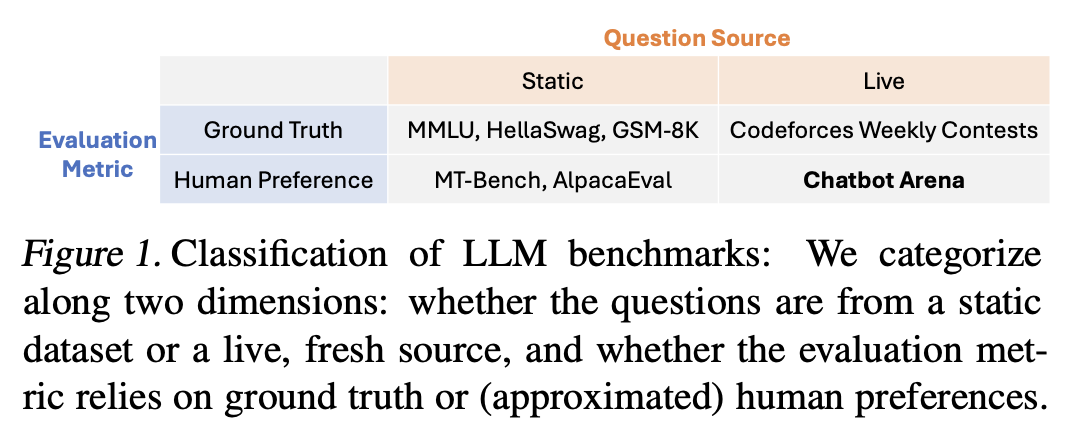 Question Source
Static Live
Evaluation Metric
Ground Truth MMLU, HellaSwag, GSM-8K Codeforces Weekly Contests
Human Preference MT-Bench, AlpacaEval Chatbot Arena
Figure 1. Classification of LLM benchmarks: We categorize
along two dimensions: whether the questions are from a static
dataset or a live, fresh source, and whether the evaluation met-
ric relies on ground truth or (approximated) human preferences.